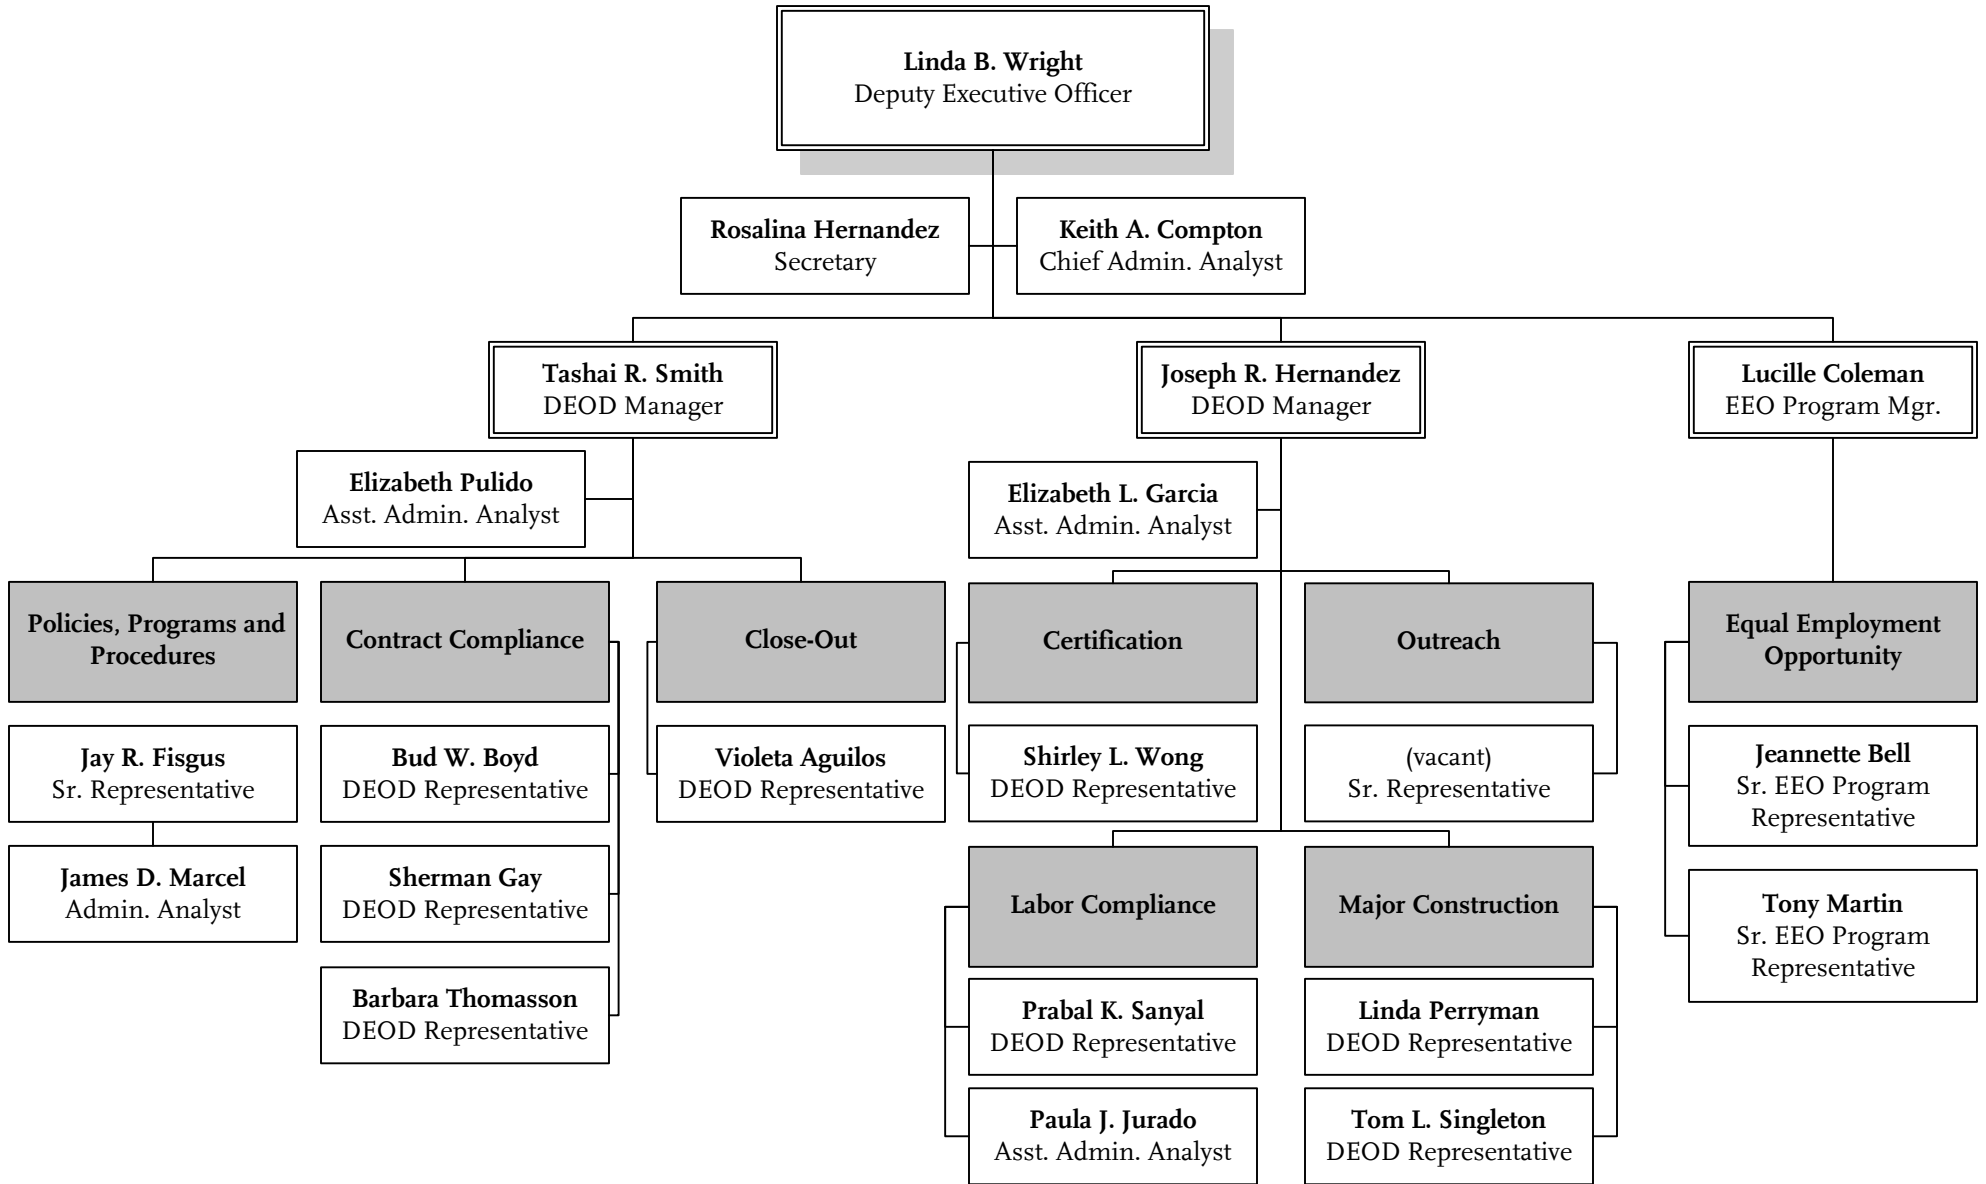 Linda B. Wright
Deputy Executive Officer
Rosalina Hernandez
Secretary
Keith A. Compton
Chief Admin. Analyst
Tashai R. Smith
DEOD Manager
Joseph R. Hernandez
DEOD Manager
Lucille Coleman
EEO Program Mgr.
Elizabeth Pulido
Asst. Admin. Analyst
Elizabeth L. Garcia
Asst. Admin. Analyst
Policies, Programs and
Procedures
Contract Compliance
Close-Out
Certification
Outreach
Equal Employment
Opportunity
Jay R. Fisgus
Sr. Representative
Bud W. Boyd
DEOD Representative
Violeta Aguilos
DEOD Representative
Shirley L. Wong
DEOD Representative
(vacant)
Sr. Representative
Jeannette Bell
Sr. EEO Program
Representative
James D. Marcel
Admin. Analyst
Sherman Gay
DEOD Representative
Labor Compliance
Major Construction
Tony Martin
Sr. EEO Program
Representative
Barbara Thomasson
DEOD Representative
Prabal K. Sanyal
DEOD Representative
Linda Perryman
DEOD Representative
Paula J. Jurado
Asst. Admin. Analyst
Tom L. Singleton
DEOD Representative